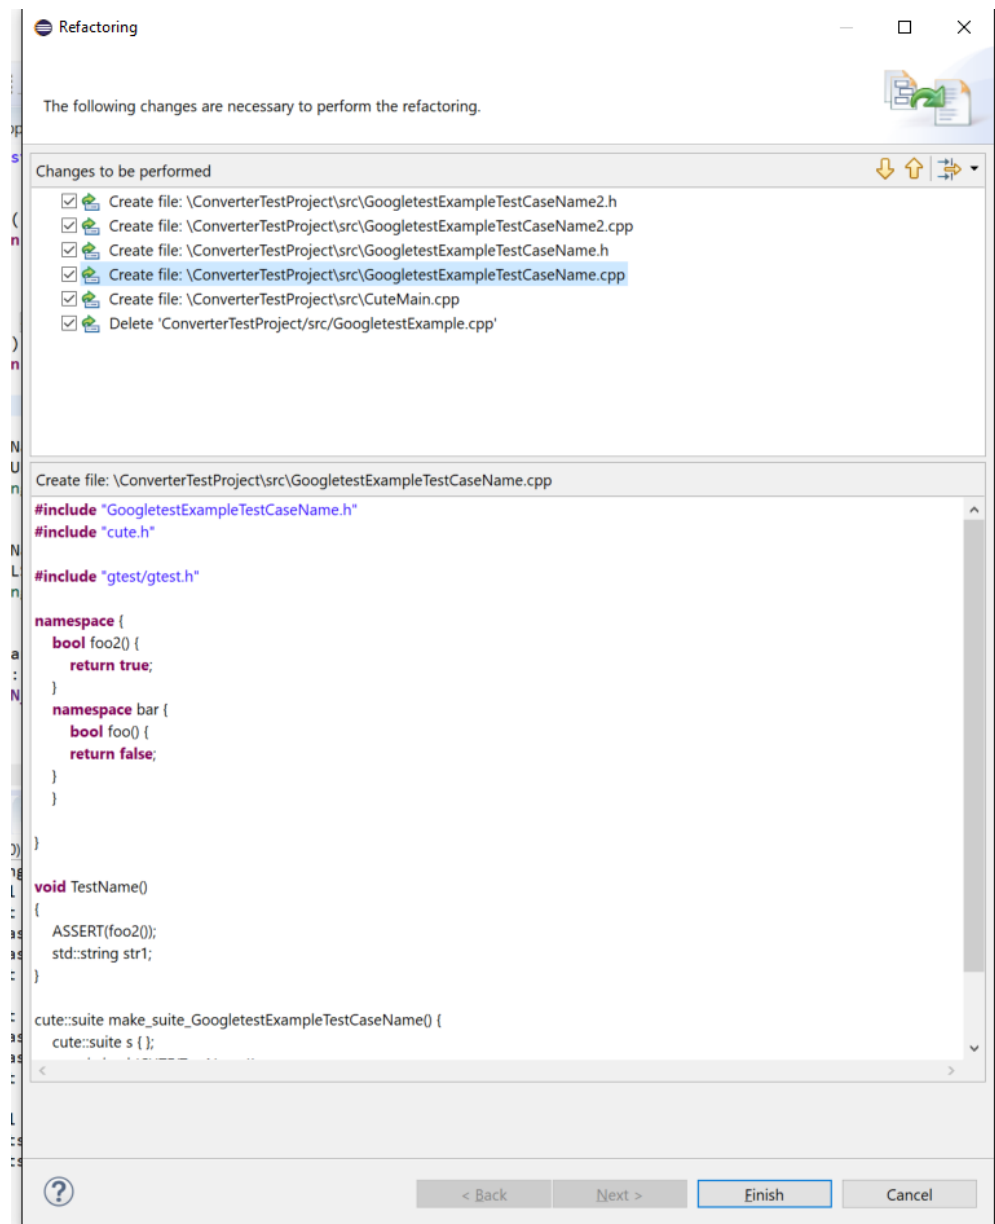 Refactoring
The following changes are necessary to perform the refactoring.
Changes to be performed
Create file: \ConverterTestProject\src\GoogletestExampleTestCaseName2.h
Create file: \ConverterTestProject\src\GoogletestExampleTestCaseName2.cpp
Create file: \ConverterTestProject\src\GoogletestExampleTestCaseName.h
Create file: \ConverterTestProject\src\GoogletestExampleTestCaseName.cpp
Create file: \ConverterTestProject\src\CuteMain.cpp
Delete 'ConverterTestProject/src/GoogletestExample.cpp'
Create file: \ConverterTestProject\src\GoogletestExampleTestCaseName.cpp
#include "GoogletestExampleTestCaseName.h"
#include "cute.h"
#include "gtest/gtest.h"
namespace {
bool foo2() {
return true;
}
namespace bar {
bool foo() {
return false;
}
}
}
void TestName()
{
ASSERT(foo2());
std::string str1;
}
cute::suite make_suite_GoogletestExampleTestCaseName() {
cute::suite s { };
?
< Back
Next >
Finish
Cancel